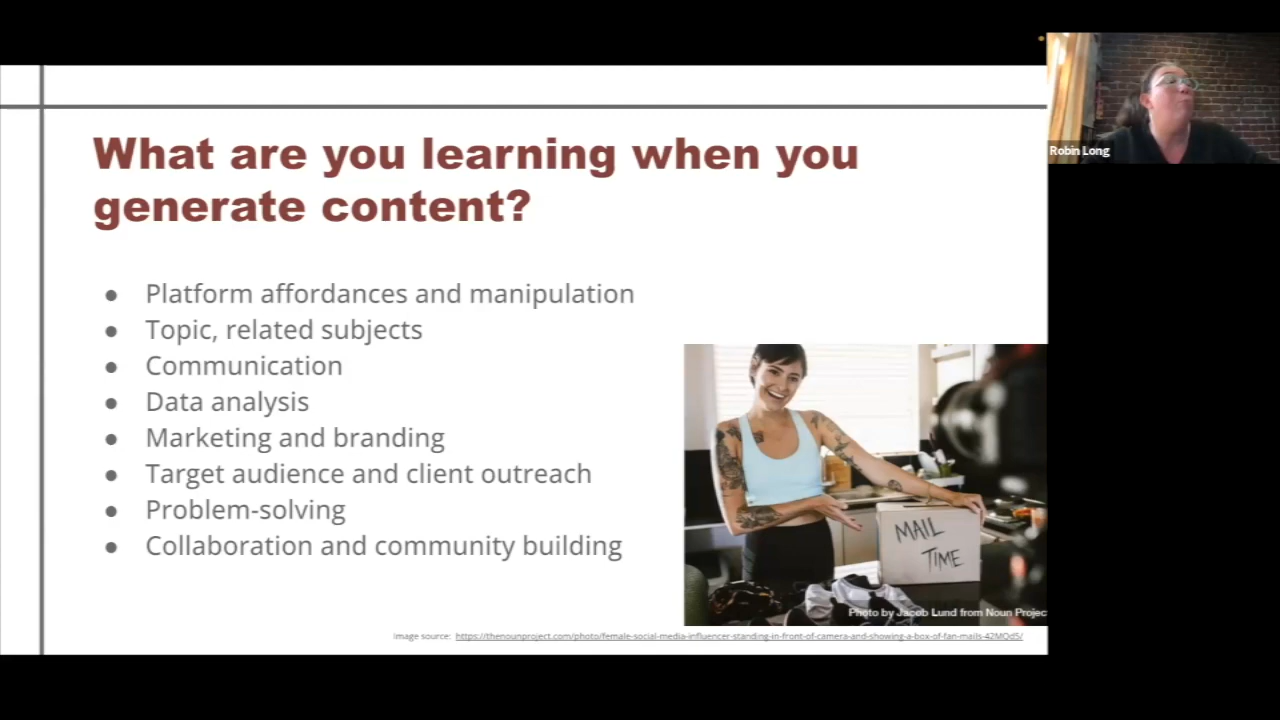 What are you learning when you
generate content?
● Platform affordances and manipulation
● Topic, related subjects
● Communication
● Data analysis
● Marketing and branding
● Target audience and client outreach
● Problem-solving
● Collaboration and community building
MAIL
TIME
Photo by Jacob Lund from Noun Projec
Image source: https://thenounproject.com/photo/female-social-media-influencer-standing-in-front-of-camera-and-showing-a-box-of-fan-mails-42MQd5/
Robin Long